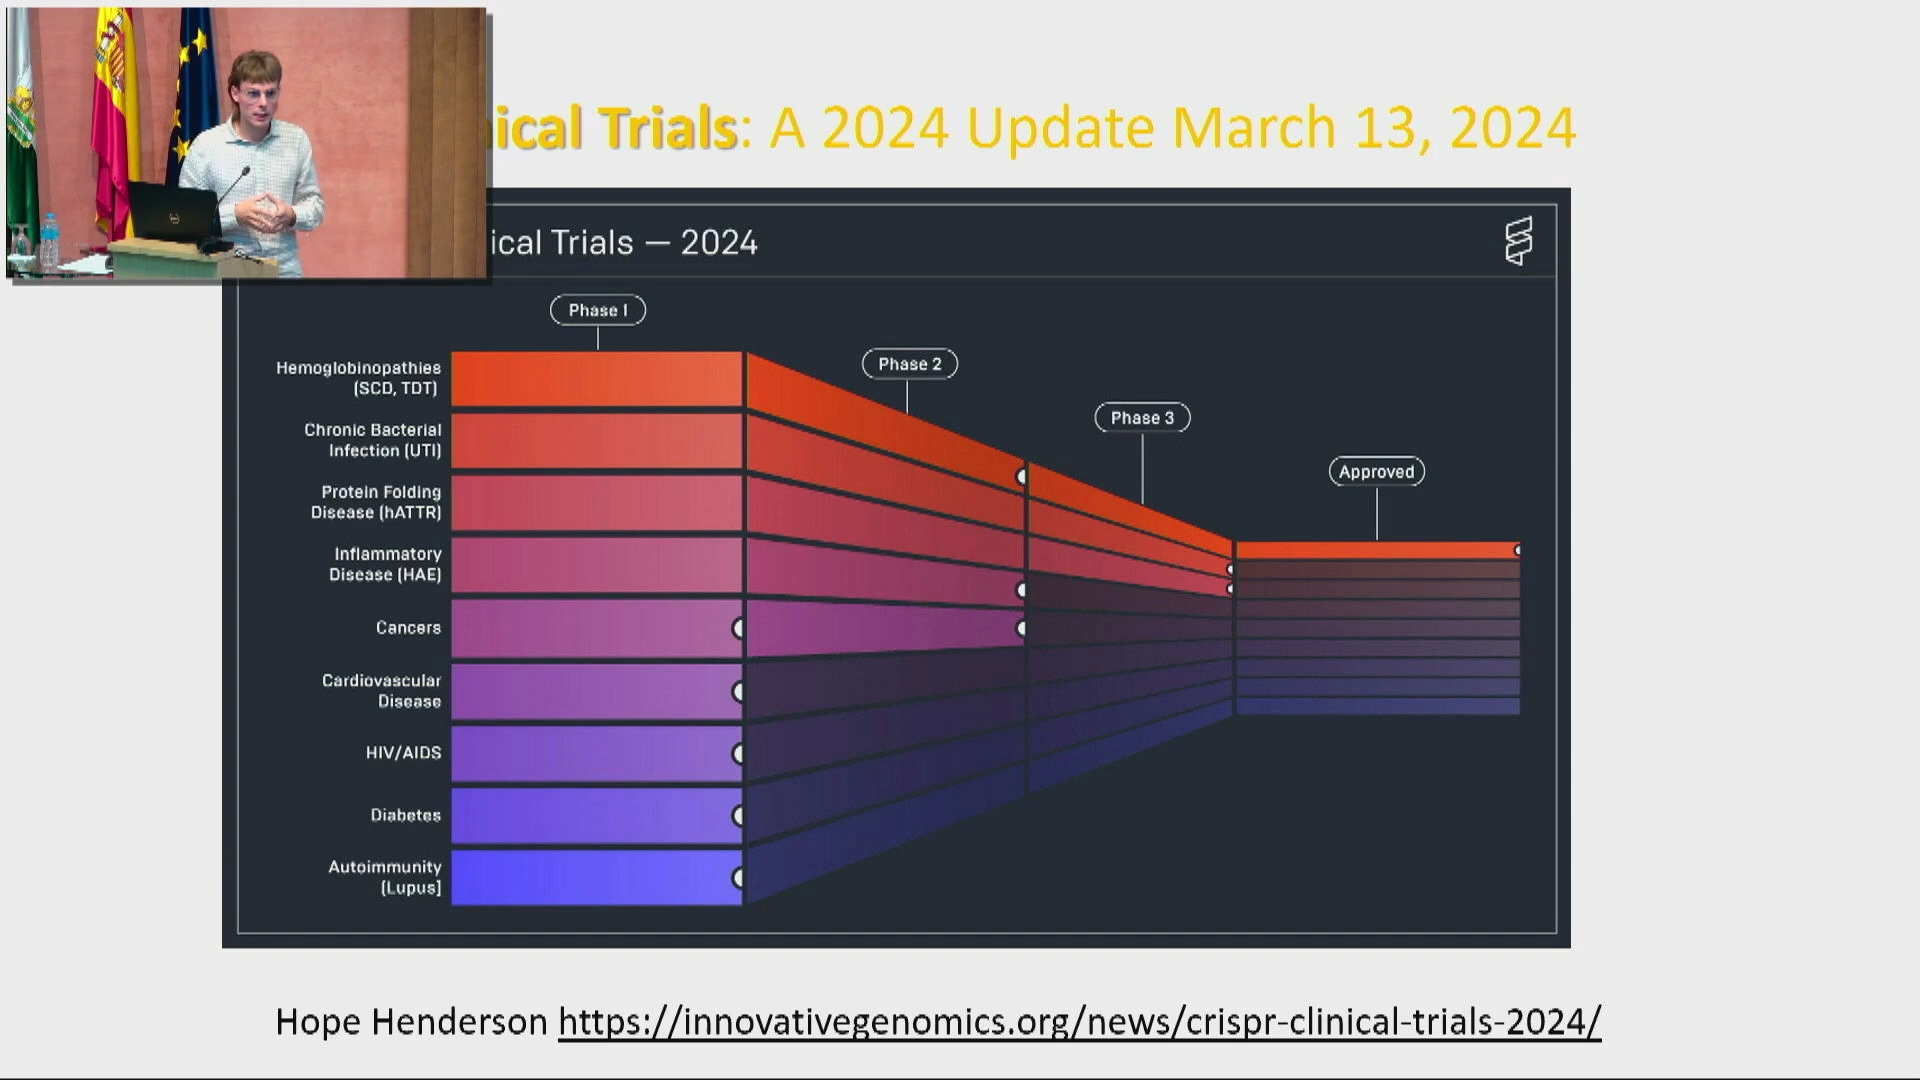 ical Trials: A 2024 Update March 13, 2024
ical Trials — 2024
Phase I
Phase 2
Phase 3
Approved
Hemoglobinopathies
(SCD, TDT)
Chronic Bacterial
Infection (UTI)
Protein Folding
Disease (hATTR)
Inflammatory
Disease (HAE)
Cancers
Cardiovascular
Disease
HIV/AIDS
Diabetes
Autoimmunity
(Lupus]
Hope Henderson https://innovativegenomics.org/news/crispr-clinical-trials-2024/